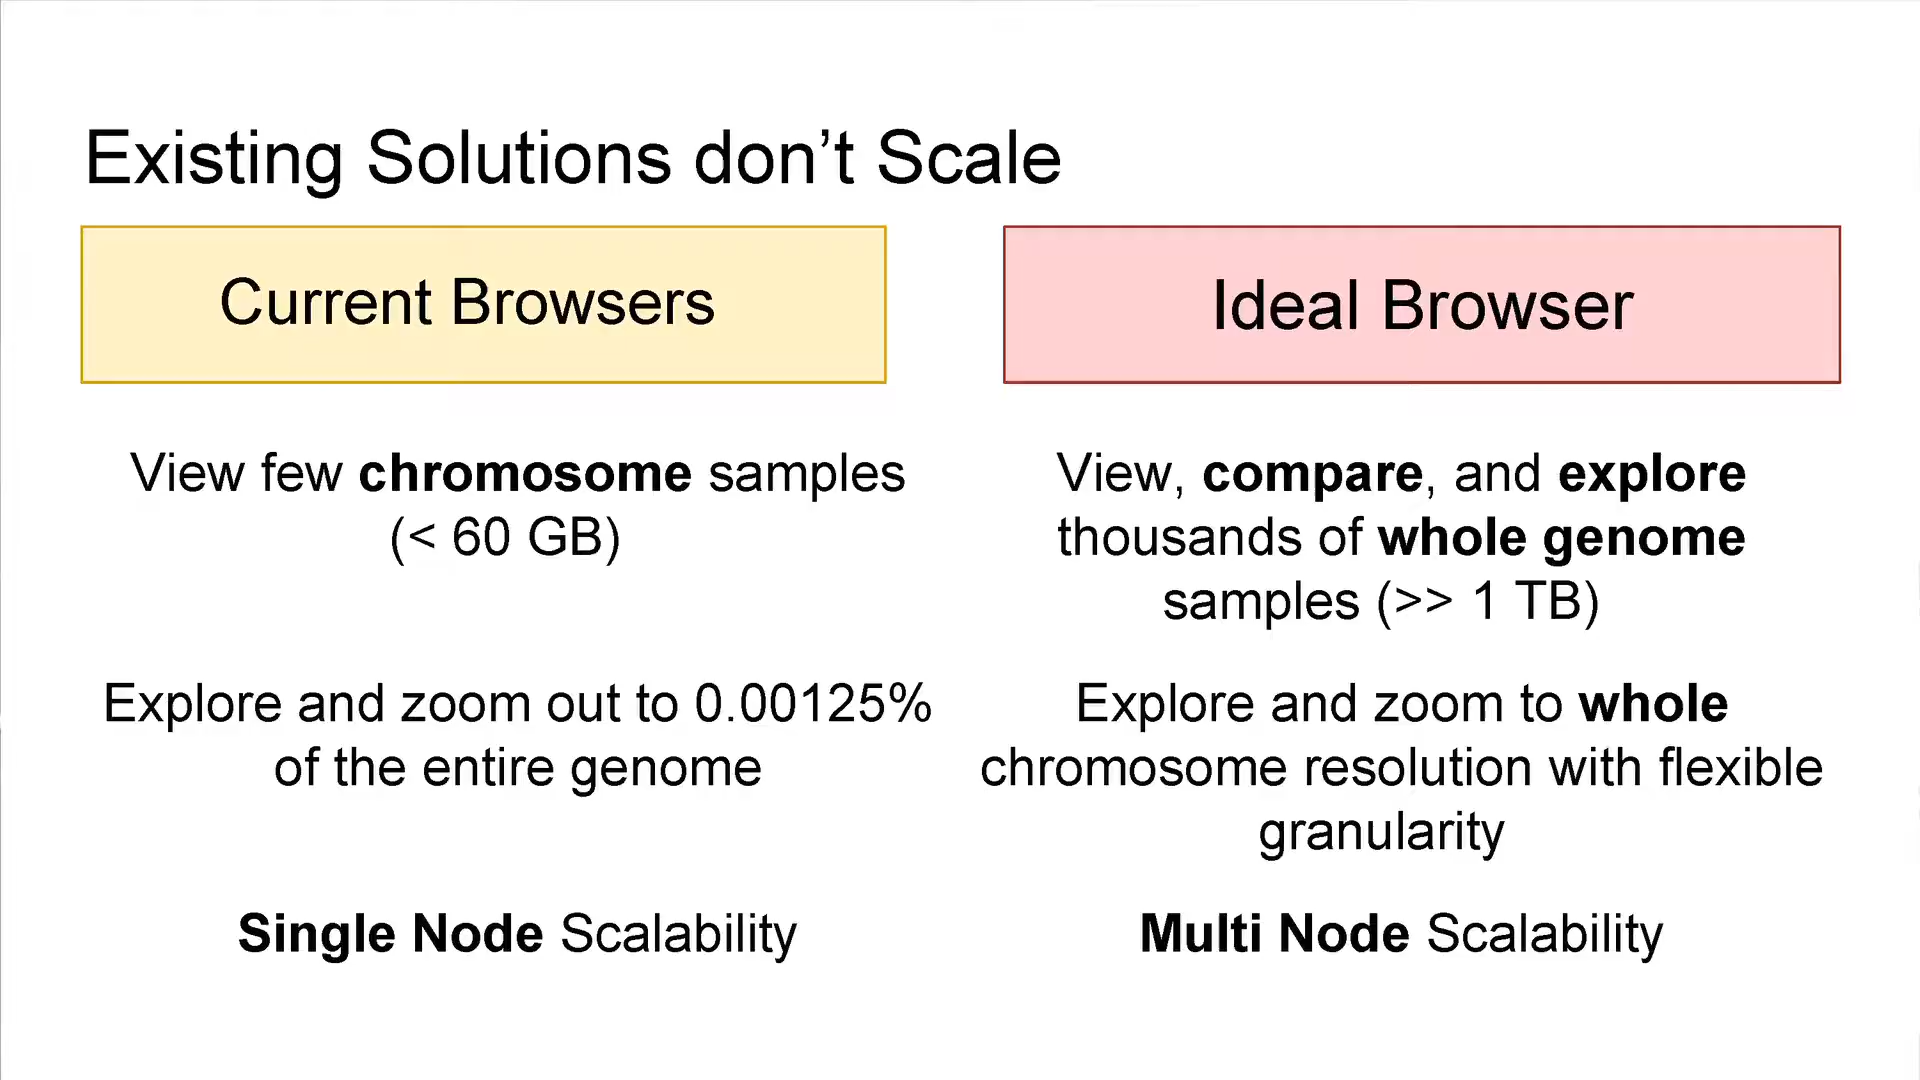 Existing Solutions don’t Scale
Current Browsers
View few chromosome samples
(< 60 GB)
Explore and zoom out to 0.00125%
of the entire genome
Single Node Scalability
Ideal Browser
View, compare, and explore
thousands of whole genome
samples (>> 1 TB)
Explore and zoom to whole
chromosome resolution with flexible
granularity
Multi Node Scalability